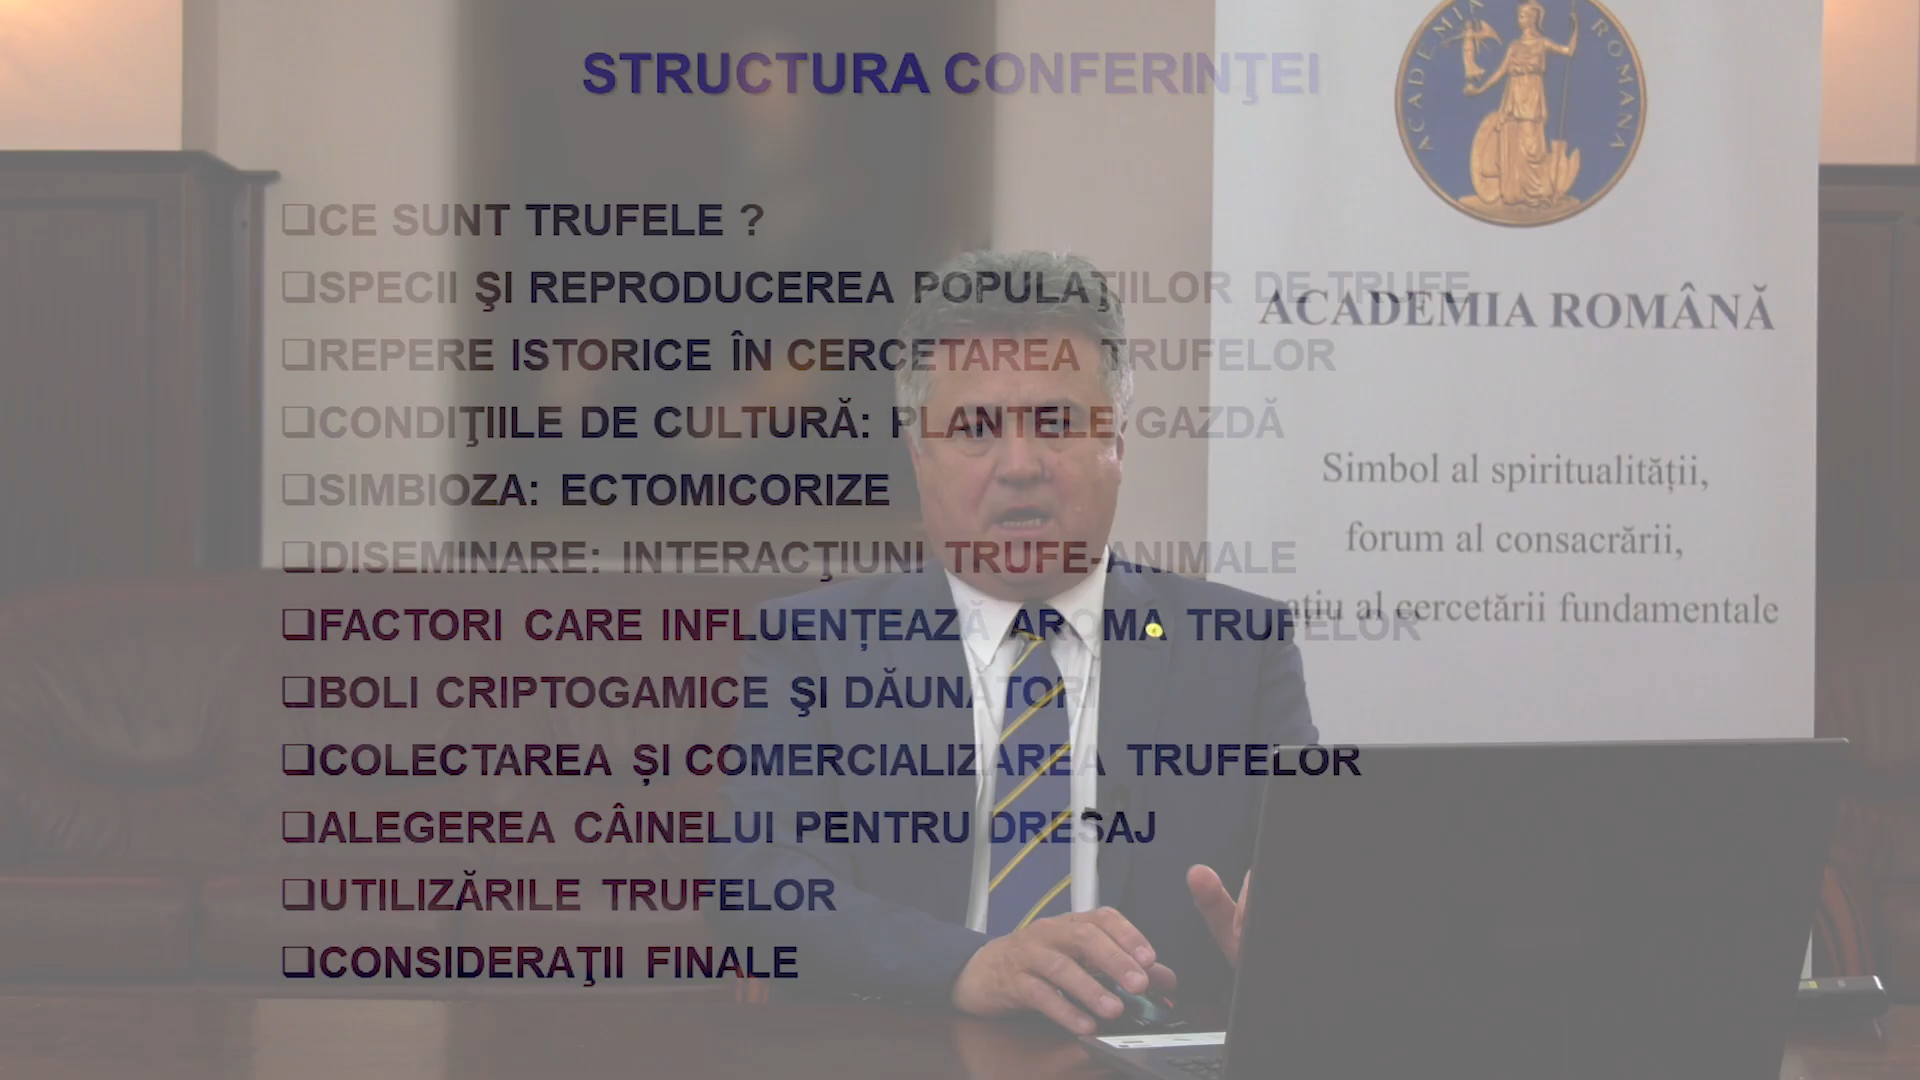 STRUCTURA CONFERINŢEI
❑CE SUNT TRUFELE ?
❑SPECII ŞI REPRODUCEREA POPULAŢIILOR DE TRUFE
❑REPERE ISTORICE ÎN CERCETAREA TRUFELOR
❑CONDIŢIILE DE CULTURĂ: PLANTELE GAZDĂ
❑SIMBIOZA: ECTOMICORIZE
❑DISEMINARE: INTERACŢIUNI TRUFE-ANIMALE
❑FACTORI CARE INFLUENȚEAZĂ AROMA TRUFELOR
❑BOLI CRIPTOGAMICE ŞI DĂUNATORI
❑COLECTAREA ȘI COMERCIALIZAREA TRUFELOR
❑ALEGEREA CÂINELUI PENTRU DRESAJ
❑UTILIZĂRILE TRUFELOR
❑CONSIDERAŢII FINALE
ACADEMIA ROMANA
ACADEMIA ROMÂNĂ
Simbol al spiritualității,
forum al consacrării,
al cercetării fundamentale